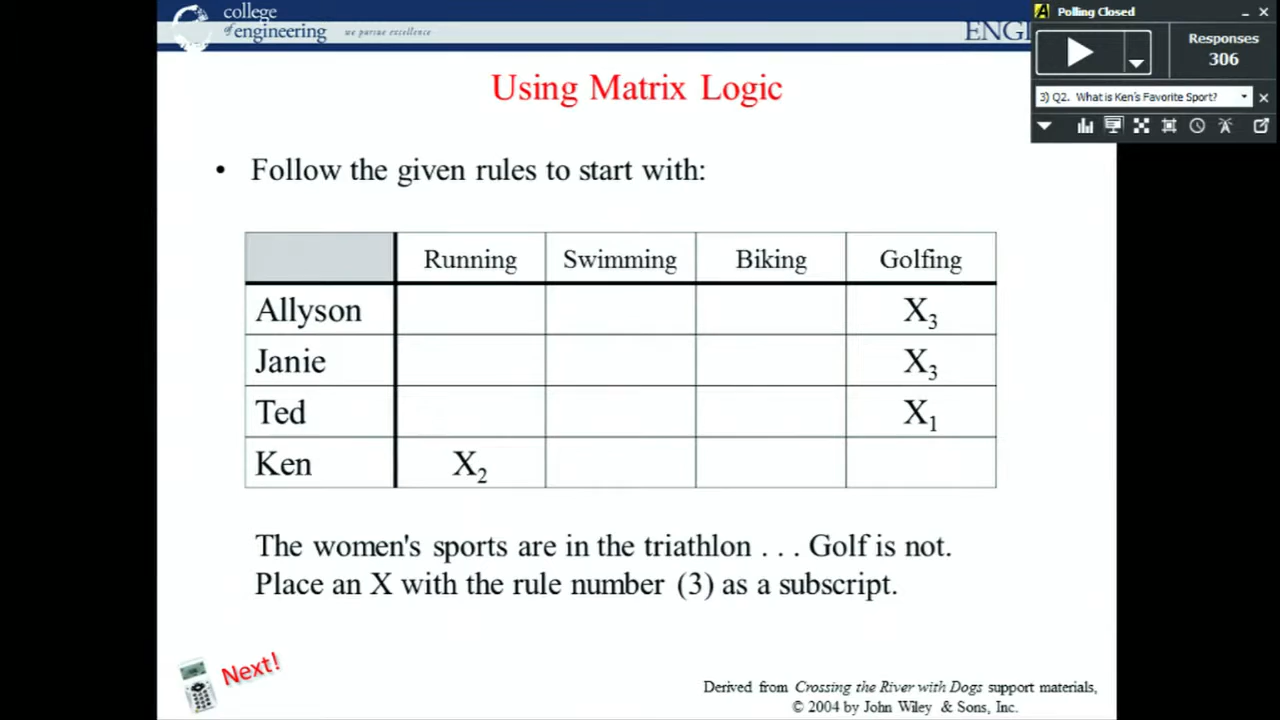 college
of engineering we pursue excellence
ENGI
Polling Closed
Responses
306
3) Q2. What is Ken's Favorite Sport?
Using Matrix Logic
• Follow the given rules to start with:
Running Swimming Biking Golfing
Allyson X3
Janie X3
Ted X1
Ken X2
The women's sports are in the triathlon . . . Golf is not.
Place an X with the rule number (3) as a subscript.
Next!
Derived from Crossing the River with Dogs support materials,
© 2004 by John Wiley & Sons, Inc.